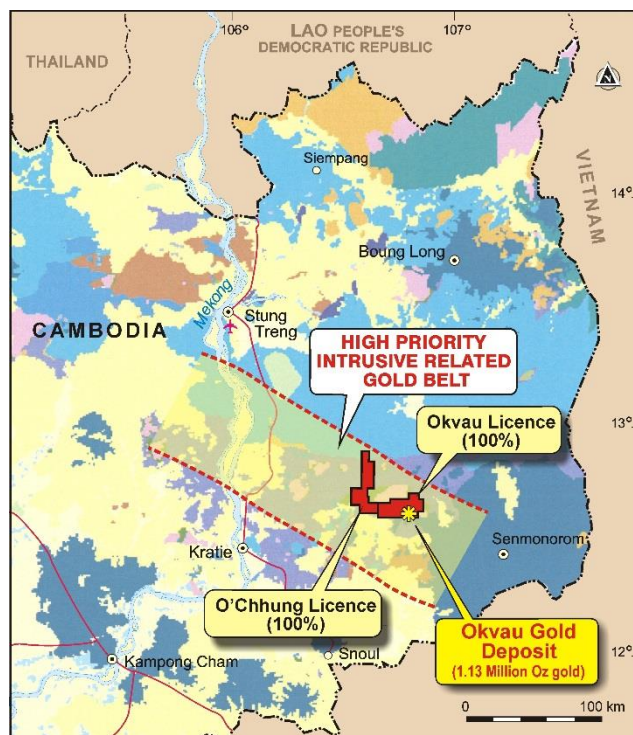 106°
107°
LAO PEOPLE'S
DEMOCRATIC REPUBLIC
THAILAND
N
Siempang
VIETNAM
14°
Boung Long
Mekong
Stung
Treng
CAMBODIA
HIGH PRIORITY
INTRUSIVE RELATED
GOLD BELT
13°
Okvau Licence
(100%)
Kratie
Senmonorom
O'Chhung Licence
(100%)
Okvau Gold
Deposit
(1.13 Million Oz gold)
Snoul
12°
Kampong Cham
0
100 km